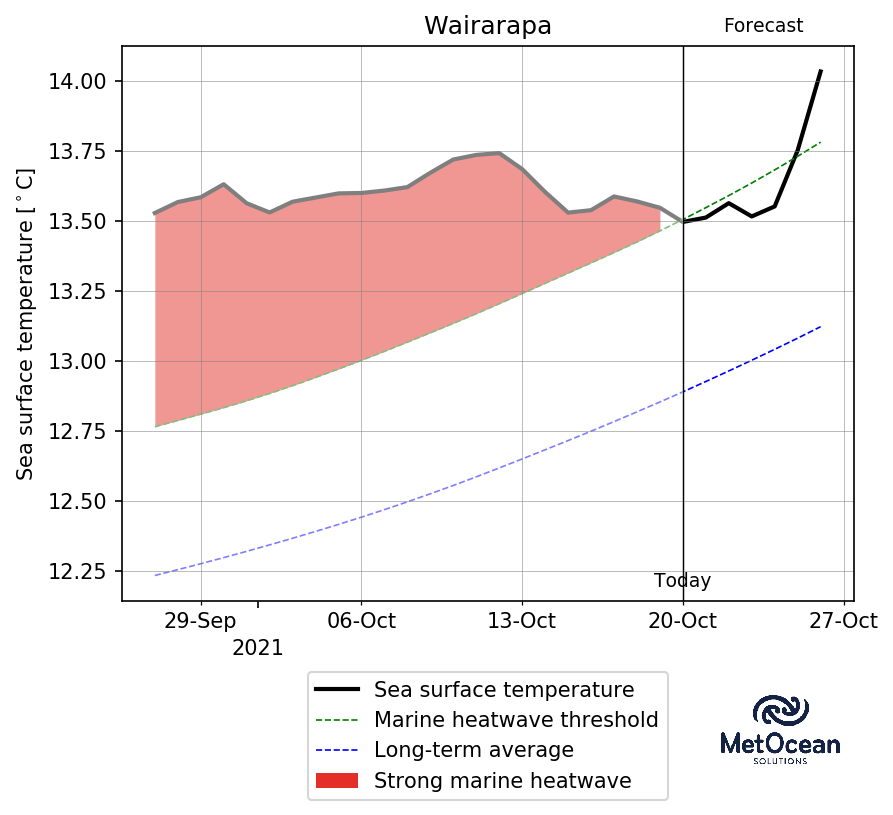 Wairarapa
Forecast
Sea surface temperature [°C]
14.00
13.75
13.50
13.25
13.00
12.75
12.50
12.25
Today
29-Sep
06-Oct
13-Oct
20-Oct
27-Oct
2021
Sea surface temperature
Marine heatwave threshold
Long-term average
Strong marine heatwave
MetOcean
SOLUTIONS